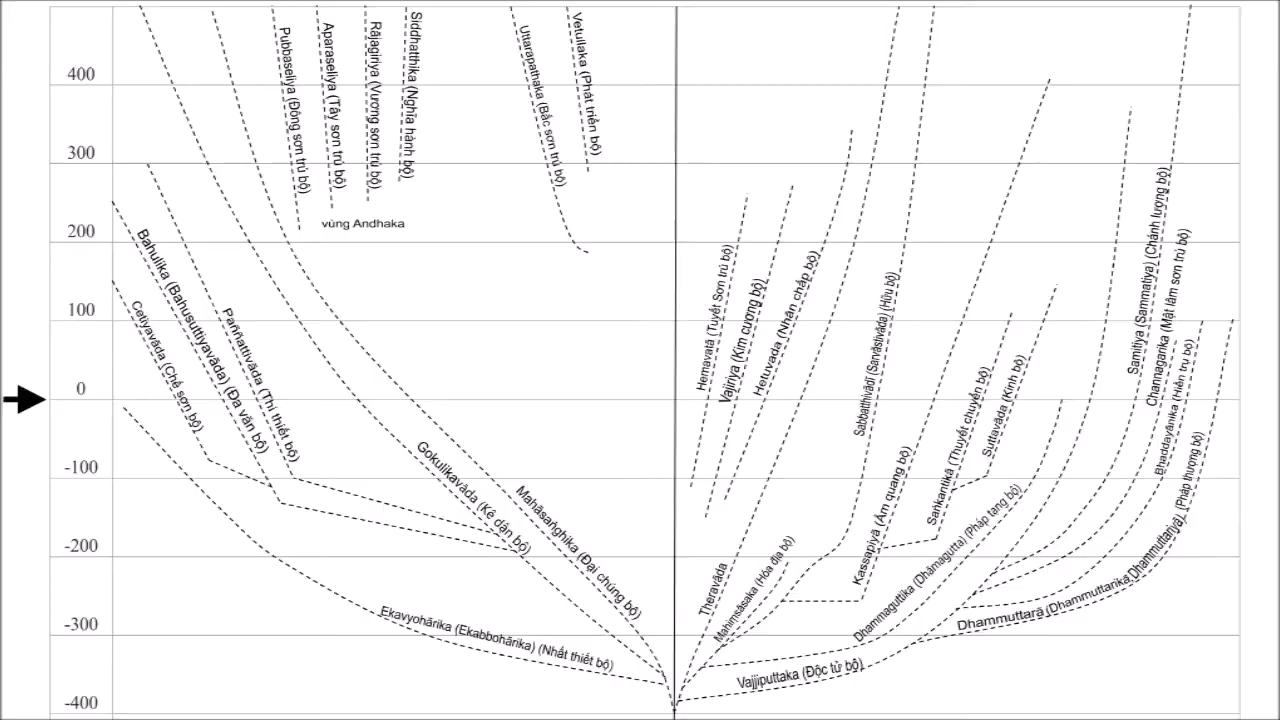 400
300
200
100
0
-100
-200
-300
-400
Pubbaseliya (Đông sơn trú bộ)
Aparaseliya (Tây sơn trú bộ)
Rājagiriya (Vương sơn trú bộ)
Siddhatthika (Nghĩa hành bộ)
Uttarapathaka (Bắc sơn trú bộ)
Vetullaka (Phát triển bộ)
vùng Andhaka
Bahulika (Bahusuttiyavāda) (Đa văn bộ)
Cetiyavāda (Chế sơn bộ)
Paññattivāda (Thi thiết bộ)
Gokulikavāda (Kê dận bộ)
Mahāsaṅghika (Đại chúng bộ)
Ekavyohārika (Ekabbohārika) (Nhất thiết bộ)
Hemavatā (Tuyết Sơn trú bộ)
Vajiriya (Kim cương bộ)
Hetuvada (Nhân chấp bộ)
Sabbatthivādī (Sarvāstivāda) (Hữu bộ)
Samitiya (Sammatiya) (Chánh lượng bộ)
Channagarika (Mật lâm sơn trú bộ)
Bhaddayānika (Hiền trụ bộ)
Saṅkantikā (Thuyết chuyển bộ)
Suttavāda (Kinh bộ)
Kassapiyā (Ẩm quang bộ)
Theravāda
Mahiṃsāsaka (Hóa địa bộ)
Dhammaguttika (Dhāmagutta) (Pháp tạng bộ)
Dhammuttarā (Dhammuttarika, Dhammuttariya) (Pháp thượng bộ)
Vajjiputtaka (Độc tử bộ)